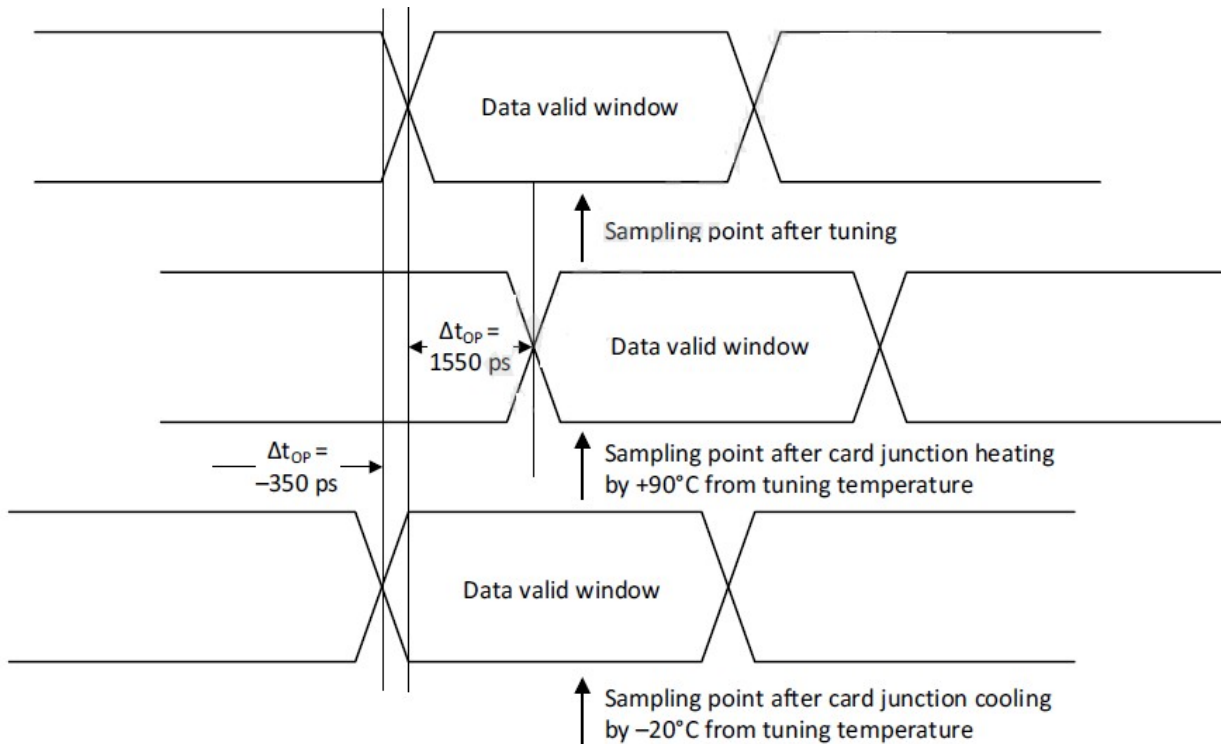 Data valid window
Sampling point after tuning
Δt_OP =
1550 ps
Data valid window
Δt_OP =
–350 ps
Sampling point after card junction heating
by +90°C from tuning temperature
Data valid window
Sampling point after card junction cooling
by –20°C from tuning temperature